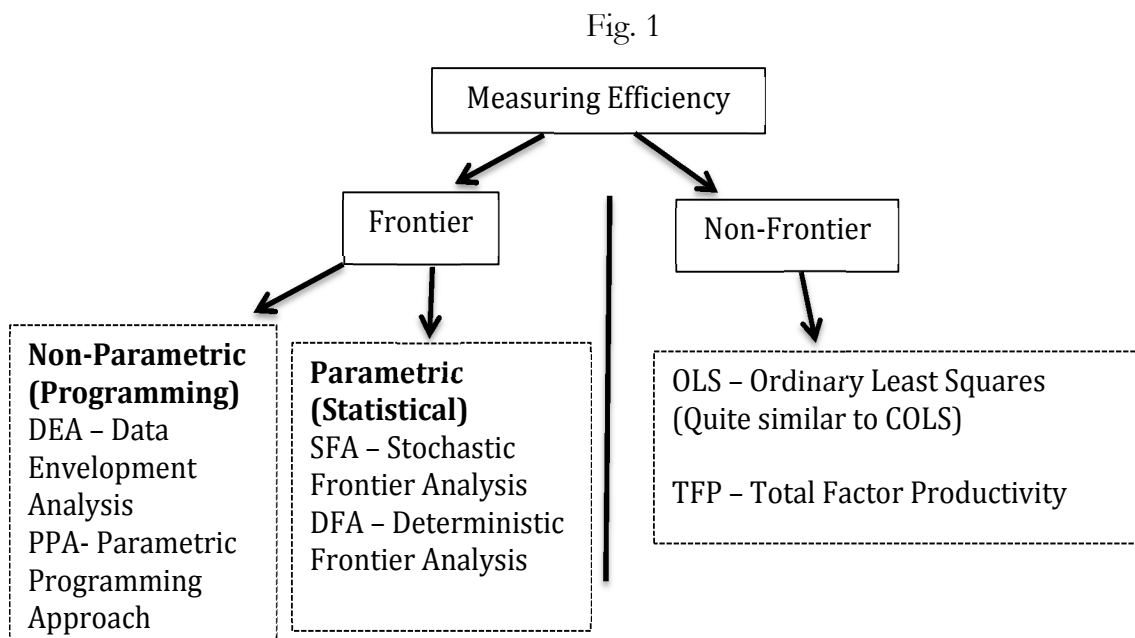 Fig. 1
Measuring Efficiency
Frontier
Non-Frontier
Non-Parametric
(Programming)
DEA – Data
Envelopment
Analysis
PPA- Parametric
Programming
Approach
Parametric
(Statistical)
SFA – Stochastic
Frontier Analysis
DFA – Deterministic
Frontier Analysis
OLS – Ordinary Least Squares
(Quite similar to COLS)
TFP – Total Factor Productivity